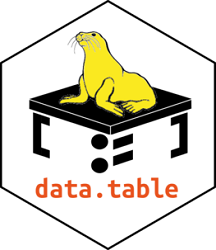 [ := ]
data.table